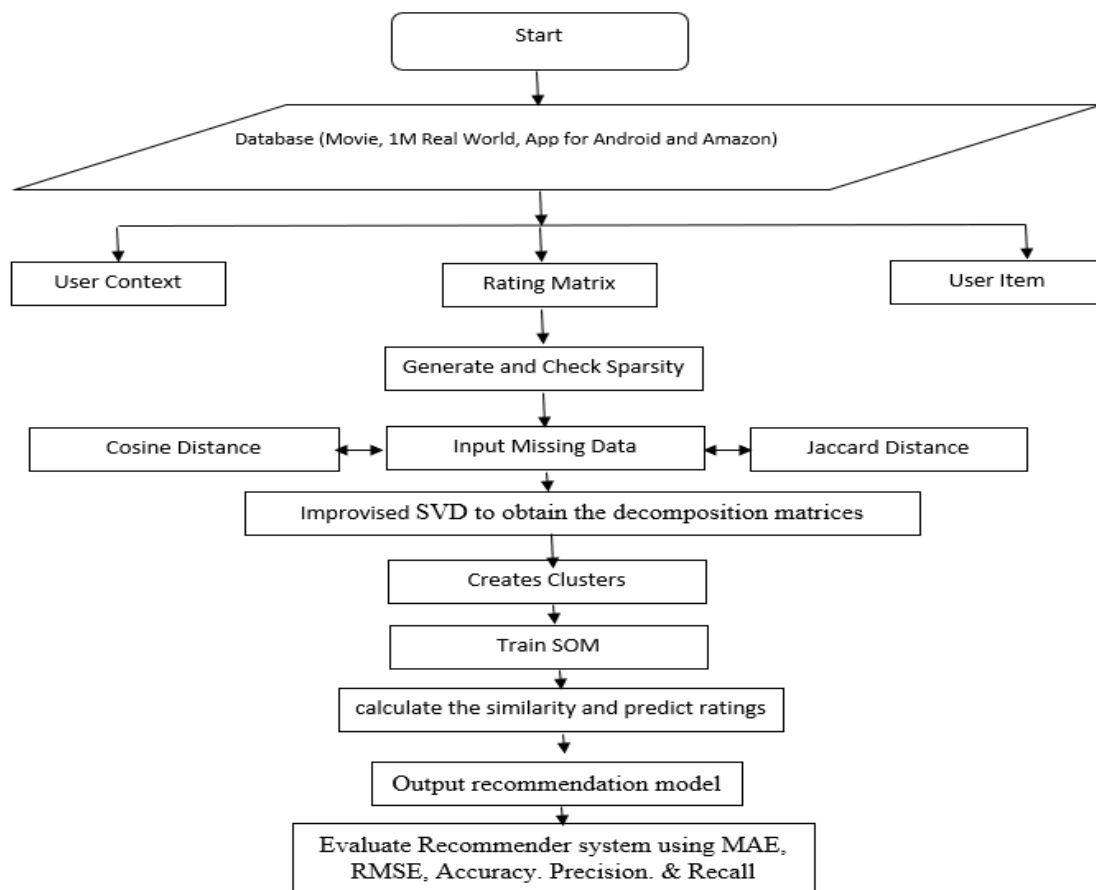 Start
Database (Movie, 1M Real World, App for Android and Amazon)
User Context
Rating Matrix
User Item
Generate and Check Sparsity
Cosine Distance
Input Missing Data
Jaccard Distance
Improvised SVD to obtain the decomposition matrices
Creates Clusters
Train SOM
calculate the similarity and predict ratings
Output recommendation model
Evaluate Recommender system using MAE,
RMSE, Accuracy. Precision. & Recall